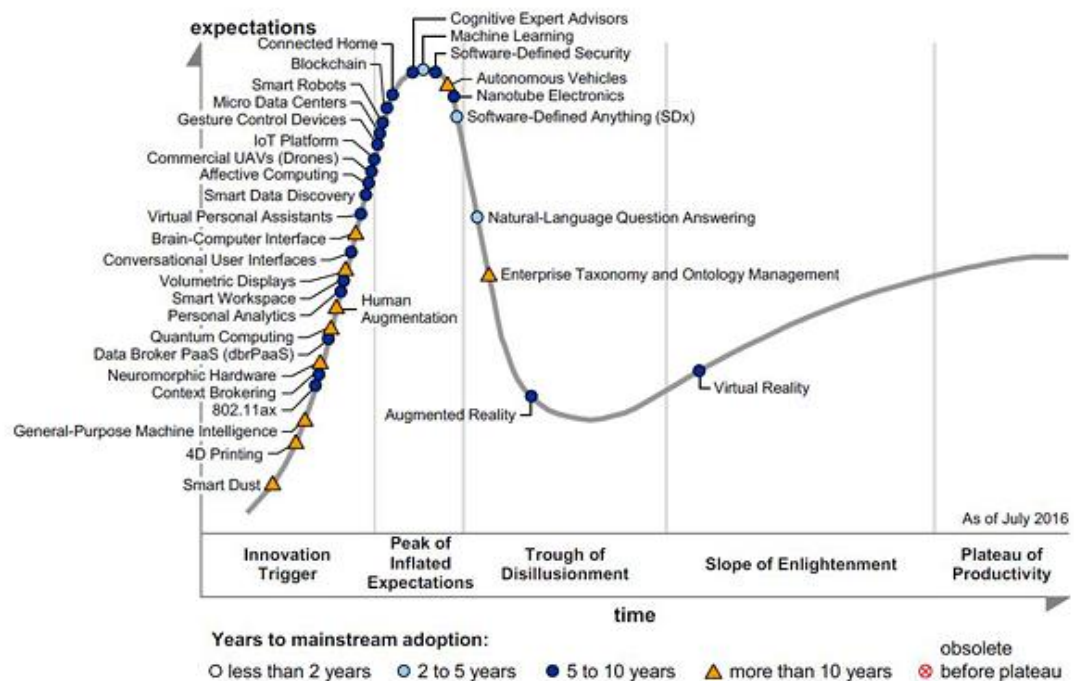 expectations
Cognitive Expert Advisors
Connected Home
Machine Learning
Blockchain
Software-Defined Security
Smart Robots
Autonomous Vehicles
Micro Data Centers
Nanotube Electronics
Gesture Control Devices
Software-Defined Anything (SDx)
IoT Platform
Commercial UAVs (Drones)
Affective Computing
Smart Data Discovery
Virtual Personal Assistants
Natural-Language Question Answering
Brain-Computer Interface
Conversational User Interfaces
Enterprise Taxonomy and Ontology Management
Volumetric Displays
Smart Workspace
Personal Analytics
Human
Augmentation
Quantum Computing
Data Broker PaaS (dbrPaaS)
Neuromorphic Hardware
Context Brokering
802.11ax
Virtual Reality
Augmented Reality
General-Purpose Machine Intelligence
4D Printing
Smart Dust
As of July 2016
Innovation
Trigger
Peak of
Inflated
Expectations
Trough of
Disillusionment
Slope of Enlightenment
Plateau of
Productivity
time
Years to mainstream adoption:
less than 2 years
2 to 5 years
5 to 10 years
more than 10 years
obsolete
before plateau